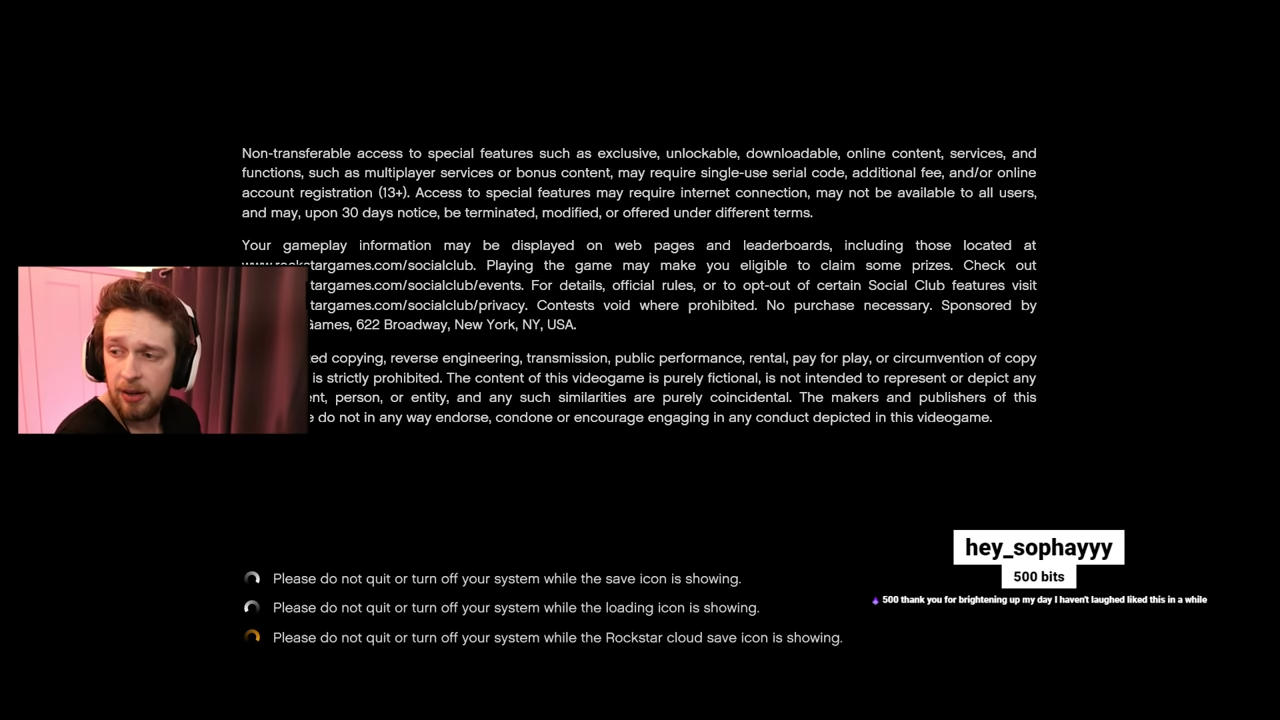 Non-transferable access to special features such as exclusive, unlockable, downloadable, online content, services, and
functions, such as multiplayer services or bonus content, may require single-use serial code, additional fee, and/or online
account registration (13+). Access to special features may require internet connection, may not be available to all users,
and may, upon 30 days notice, be terminated, modified, or offered under different terms.
Your gameplay information may be displayed on web pages and leaderboards, including those located at
www.rockstargames.com/socialclub. Playing the game may make you eligible to claim some prizes. Check out
targames.com/socialclub/events. For details, official rules, or to opt-out of certain Social Club features visit
targames.com/socialclub/privacy. Contests void where prohibited. No purchase necessary. Sponsored by
Games, 622 Broadway, New York, NY, USA.
ed copying, reverse engineering, transmission, public performance, rental, pay for play, or circumvention of copy
is strictly prohibited. The content of this videogame is purely fictional, is not intended to represent or depict any
nt, person, or entity, and any such similarities are purely coincidental. The makers and publishers of this
do not in any way endorse, condone or encourage engaging in any conduct depicted in this videogame.
hey_sophayyy
500 bits
500 thank you for brightening up my day I haven't laughed liked this in a while
Please do not quit or turn off your system while the save icon is showing.
Please do not quit or turn off your system while the loading icon is showing.
Please do not quit or turn off your system while the Rockstar cloud save icon is showing.